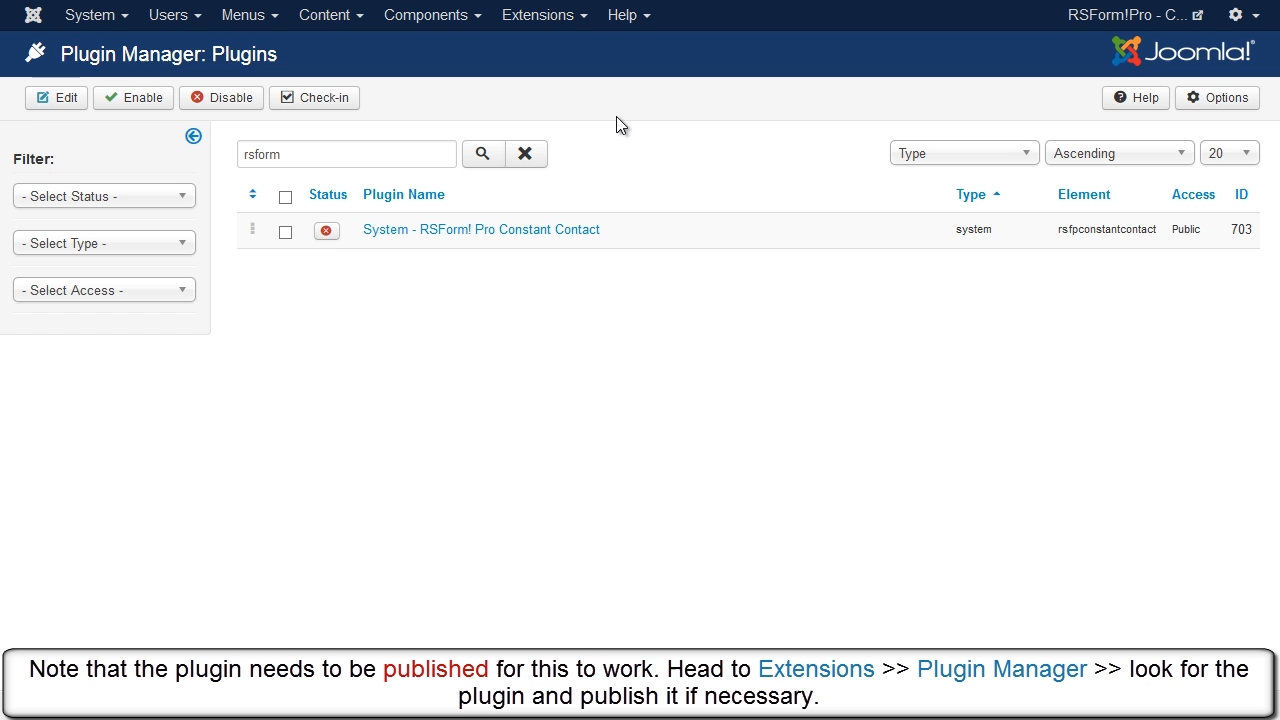 System Users Menus Content Components Extensions Help RSForm!Pro - C...
Plugin Manager: Plugins Joomla!®
Edit Enable Disable Check-in Help Options
Filter:
rsform Type Ascending 20
- Select Status - Status Plugin Name Type Element Access ID
- Select Type - System - RSForm! Pro Constant Contact system rsfpconstantcontact Public 703
- Select Access -
Note that the plugin needs to be published for this to work. Head to Extensions >> Plugin Manager >> look for the
plugin and publish it if necessary.